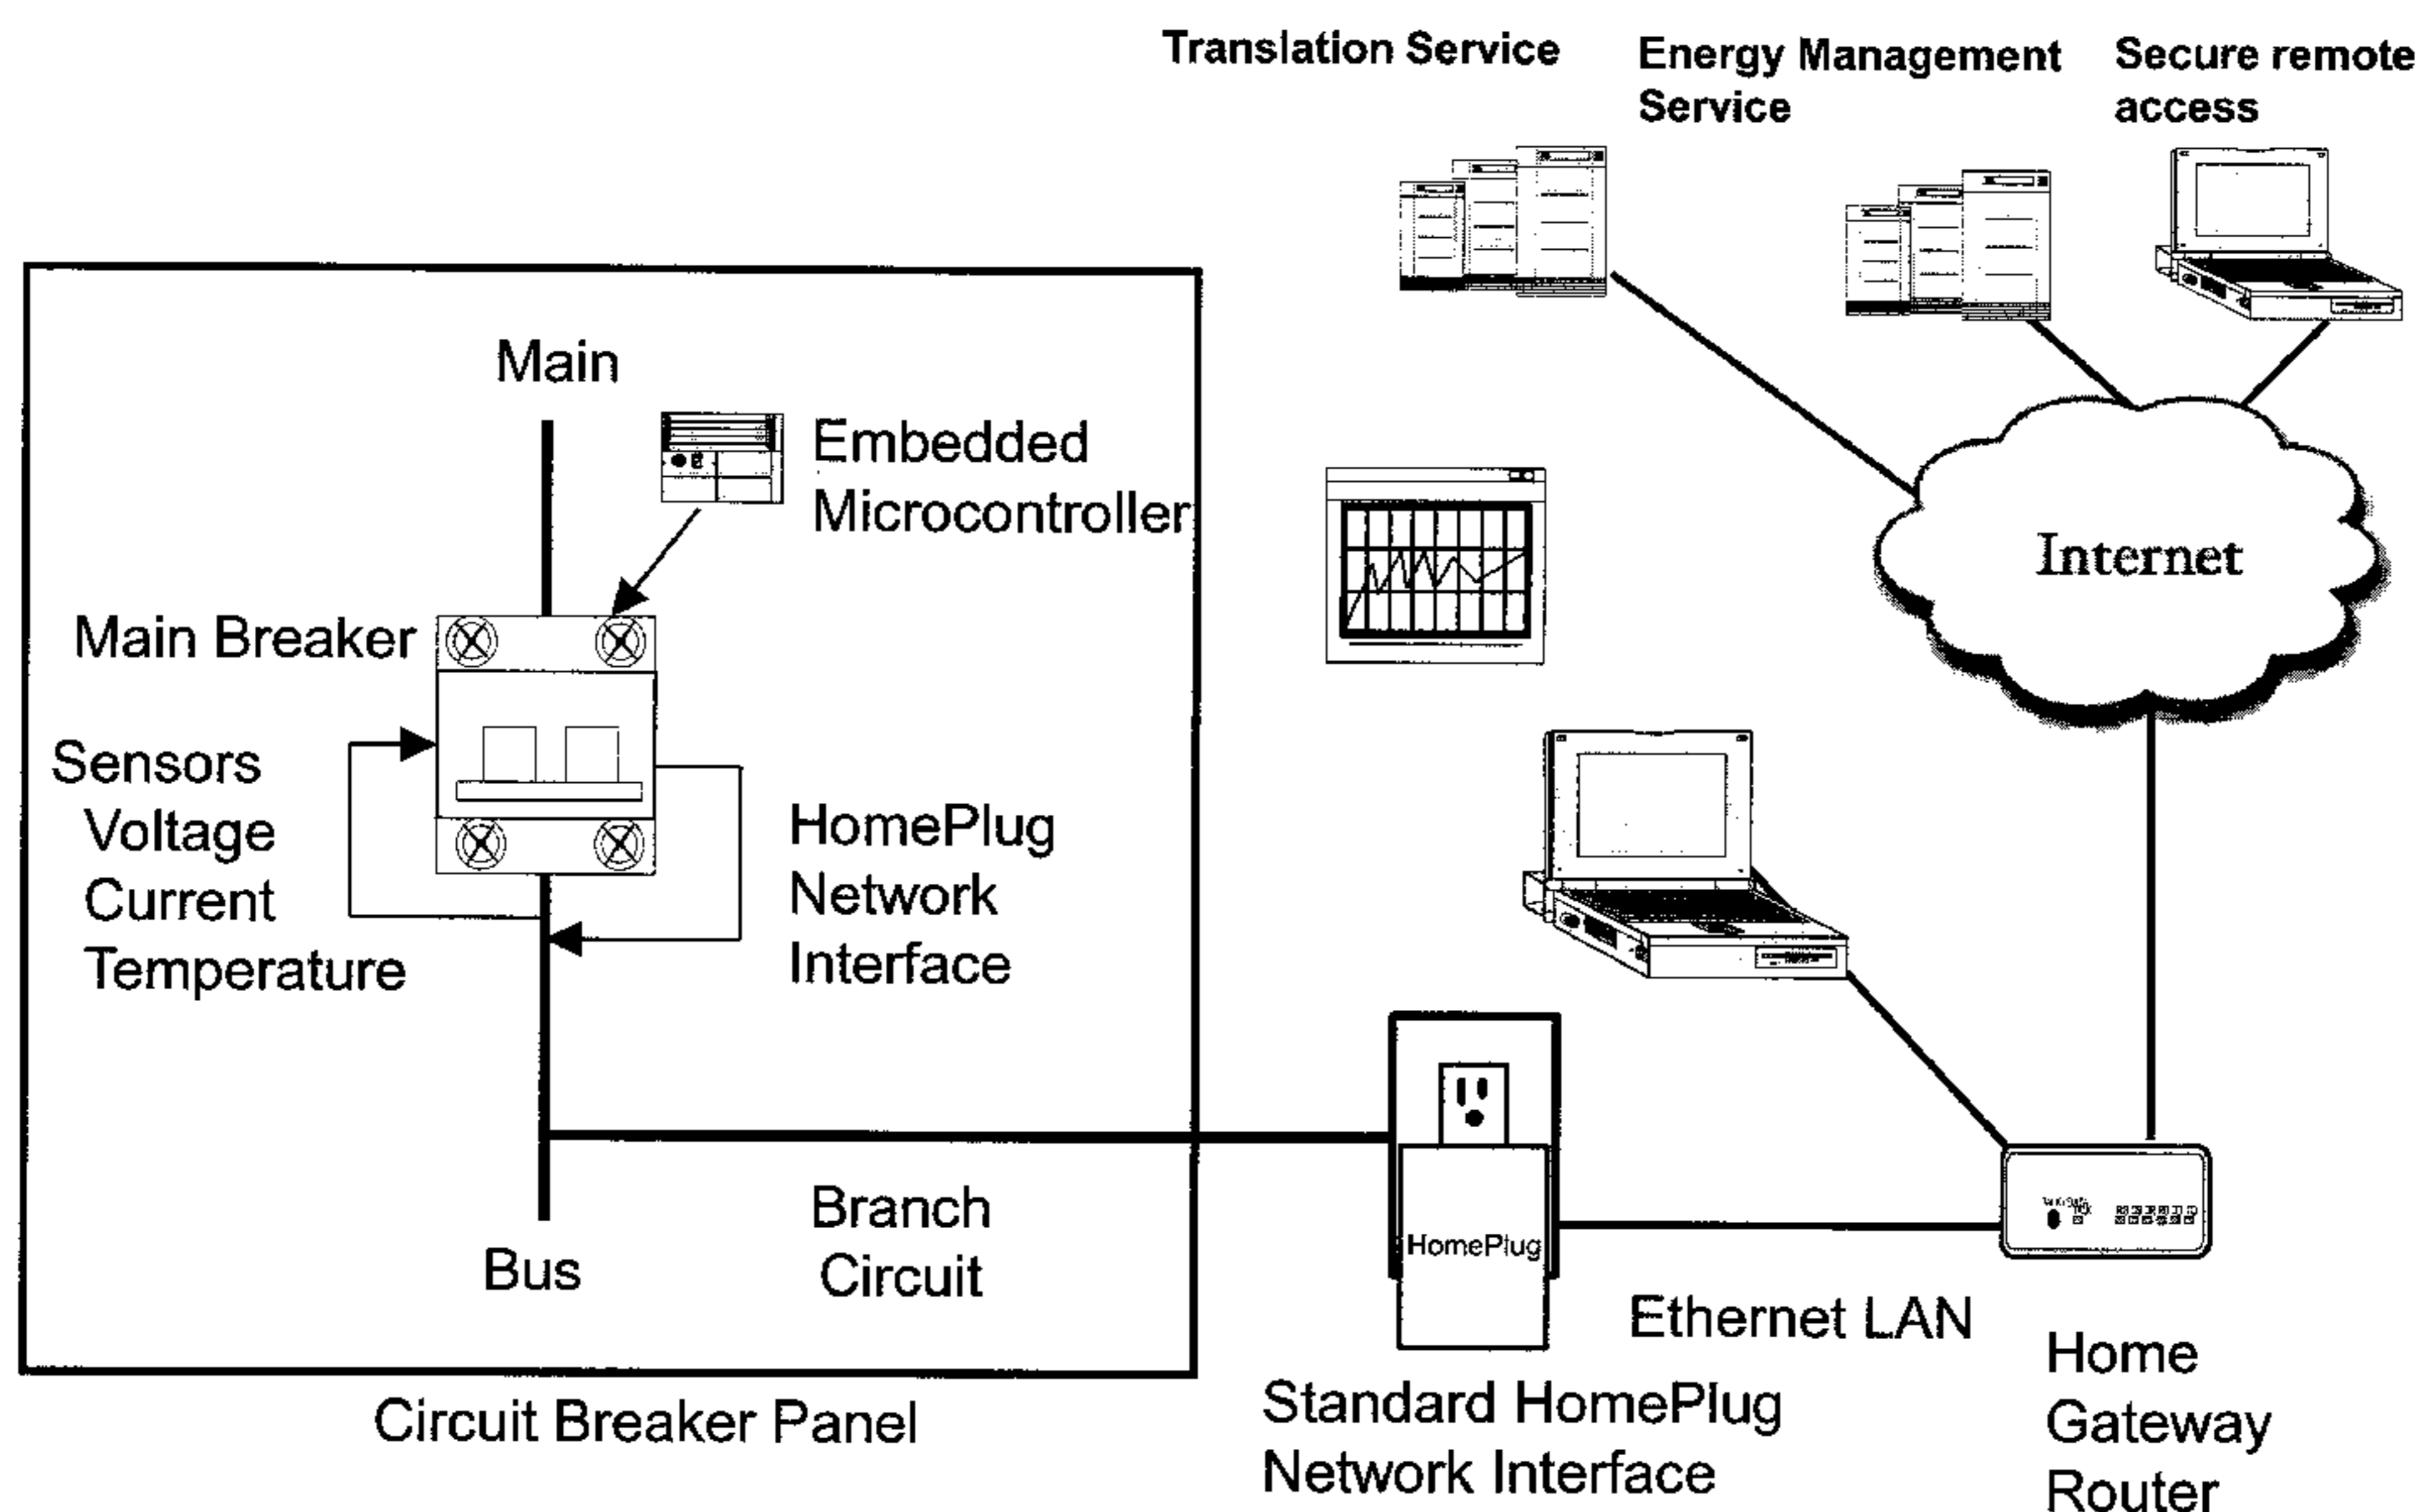 Translation Service
Energy Management
Service
Secure remote
access
Main
Embedded
Microcontroller
Internet
Main Breaker
Sensors
Voltage
Current
Temperature
HomePlug
Network
Interface
Branch
Circuit
Bus
HomePlug
Ethernet LAN
Circuit Breaker Panel
Standard HomePlug
Network Interface
Home
Gateway
Router